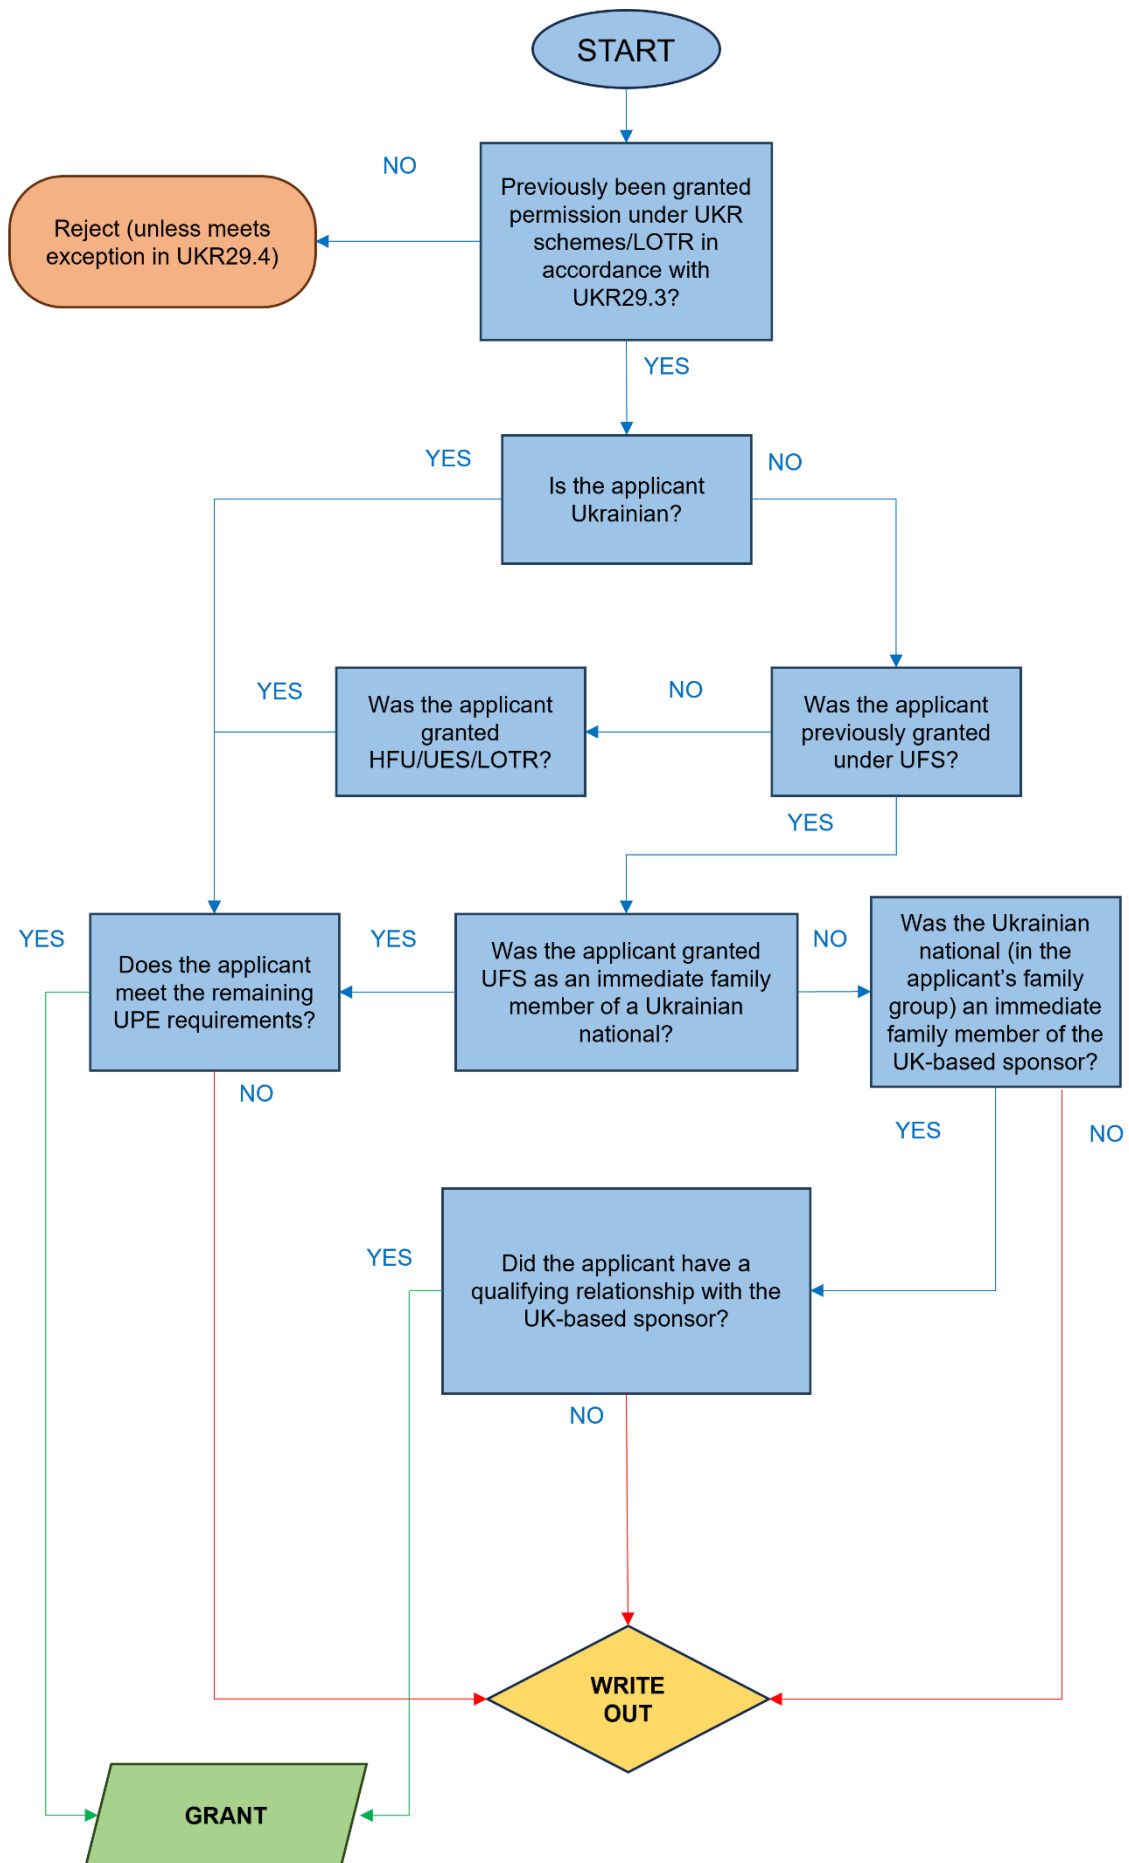 START
NO
Previously been granted
permission under UKR
schemes/LOTR in
accordance with
UKR29.3?
Reject (unless meets
exception in UKR29.4)
YES
YES
NO
Is the applicant
Ukrainian?
YES
NO
Was the applicant
granted
HFU/UES/LOTR?
Was the applicant
previously granted
under UFS?
YES
YES
YES
NO
Does the applicant
meet the remaining
UPE requirements?
Was the applicant granted
UFS as an immediate family
member of a Ukrainian
national?
Was the Ukrainian
national (in the
applicant's family
group) an immediate
family member of the
UK-based sponsor?
NO
YES
NO
YES
Did the applicant have a
qualifying relationship with the
UK-based sponsor?
NO
WRITE
OUT
GRANT